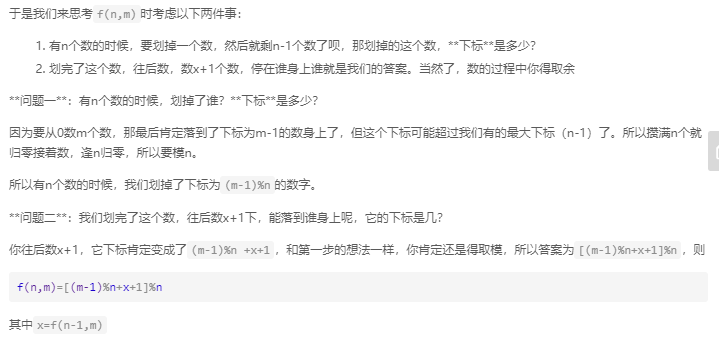 于是我们来思考 f(n,m) 时考虑以下两件事：
1. 有n个数的时候，要划掉一个数，然后就剩n-1个数了呗，那划掉的这个数，**下标**是多少？
2. 划完了这个数，往后数，数x+1个数，停在谁身上谁就是我们的答案。当然了，数的过程中你得取余
**问题一**：有n个数的时候，划掉了谁？**下标**是多少？
因为要从0数m个数，那最后肯定落到了下标为m-1的数身上了，但这个下标可能超过我们有的最大下标（n-1）了。所以攒满n个就
归零接着数，逢n归零，所以要模n。
所以有n个数的时候，我们划掉了下标为 (m-1)%n 的数字。
**问题二**：我们划完了这个数，往后数x+1下，能落到谁身上呢，它的下标是几？
你往后数x+1，它下标肯定变成了 (m-1)%n +x+1，和第一步的想法一样，你肯定还是得取模，所以答案为 [(m-1)%n+x+1]%n，则
f(n,m)=[(m-1)%n+x+1]%n
其中 x=f(n-1,m)